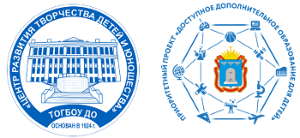 «ЦЕНТР РАЗВИТИЯ ТВОРЧЕСТВА ДЕТЕЙ И ЮНОШЕСТВА»
ТОГБОУ ДО
ОСНОВАН В 1924 г.
ПРИОРИТЕТНЫЙ ПРОЕКТ «ДОСТУПНОЕ ДОПОЛНИТЕЛЬНОЕ ОБРАЗОВАНИЕ ДЛЯ ДЕТЕЙ»